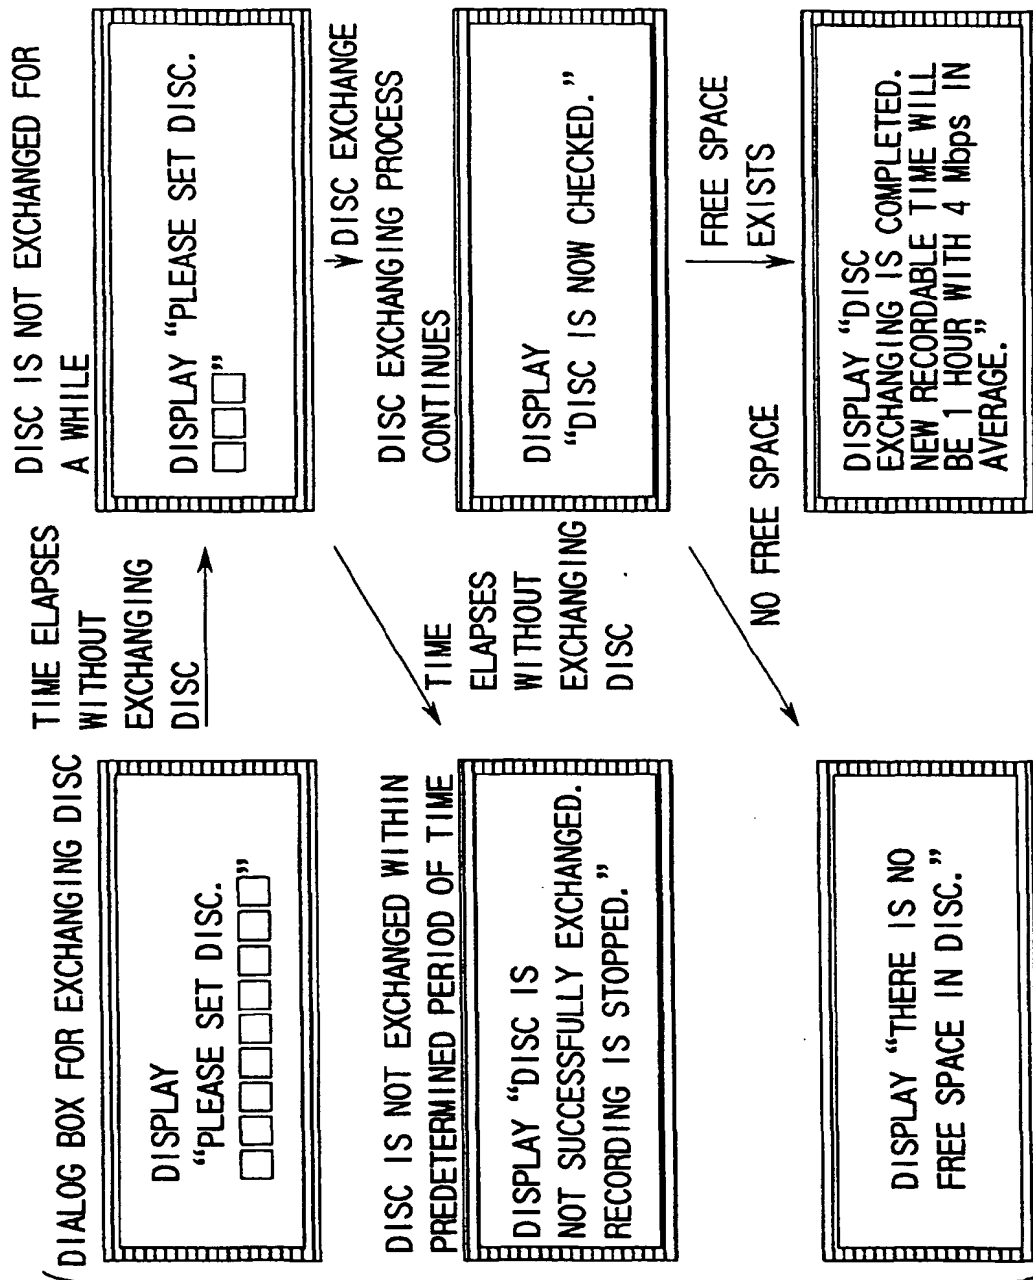 (DIALOG BOX FOR EXCHANGING DISC
DISPLAY
“PLEASE SET DISC.
□□□□□□□□”
TIME ELAPSES
WITHOUT
EXCHANGING
DISC
DISC IS NOT EXCHANGED FOR
A WHILE
DISPLAY “PLEASE SET DISC.
□□□”
DISC EXCHANGE
TIME
ELAPSES
WITHOUT
EXCHANGING
DISC
DISC IS NOT EXCHANGED WITHIN
PREDETERMINED PERIOD OF TIME
DISPLAY “DISC IS
NOT SUCCESSFULLY EXCHANGED.
RECORDING IS STOPPED.”
DISC EXCHANGING PROCESS
CONTINUES
DISPLAY
“DISC IS NOW CHECKED.”
NO FREE SPACE
FREE SPACE
EXISTS
DISPLAY “THERE IS NO
FREE SPACE IN DISC.”
DISPLAY “DISC
EXCHANGING IS COMPLETED.
NEW RECORDABLE TIME WILL
BE 1 HOUR WITH 4 Mbps IN
AVERAGE.”